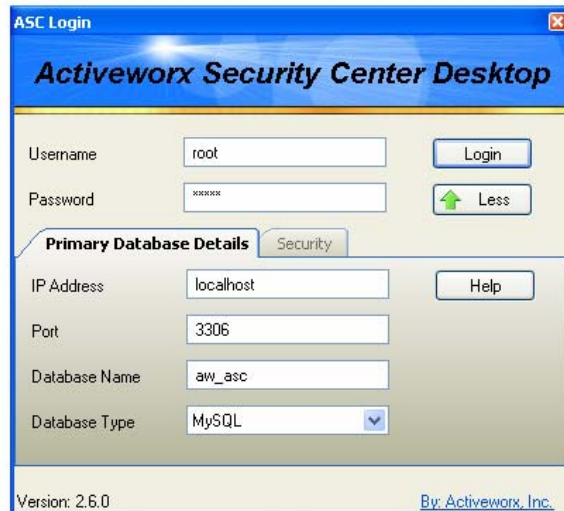 ASC Login
Activeworx Security Center Desktop
Username root Login
Password ***** Less
Primary Database Details Security
IP Address localhost Help
Port 3306
Database Name aw_asc
Database Type MySQL
Version: 2.6.0 By: Activeworx, Inc.